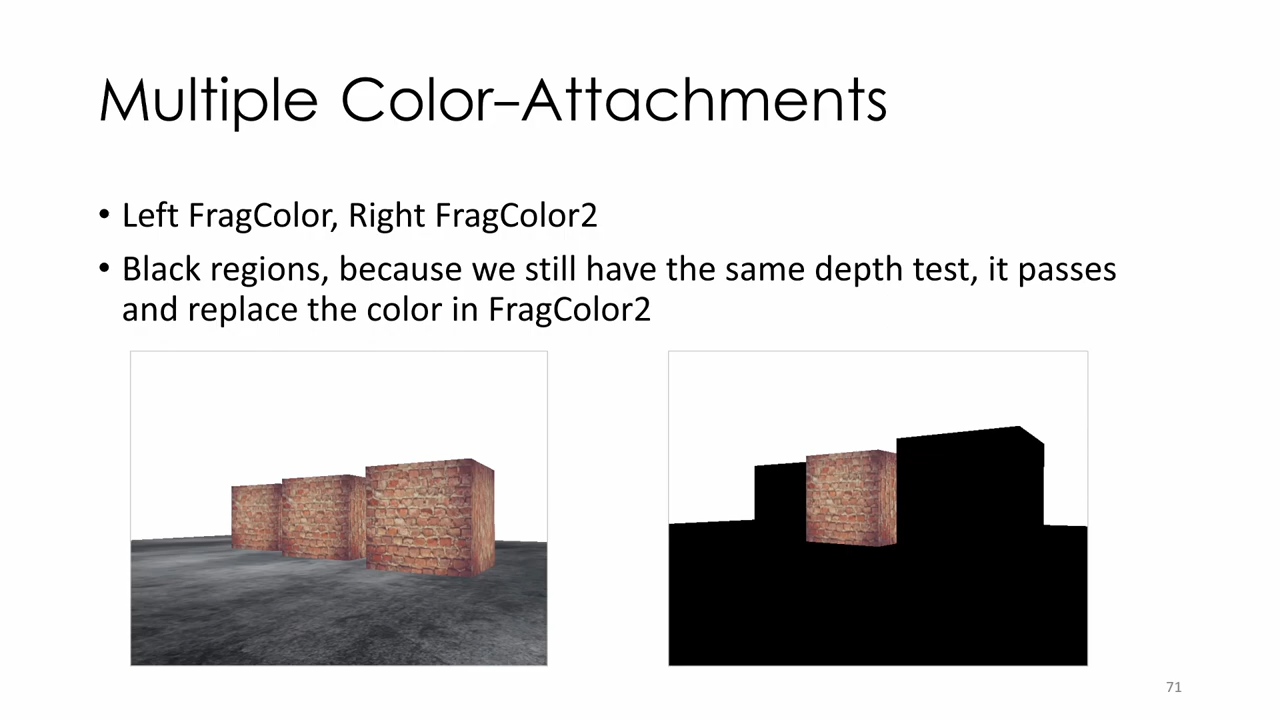 Multiple Color–Attachments
• Left FragColor, Right FragColor2
• Black regions, because we still have the same depth test, it passes
and replace the color in FragColor2
71